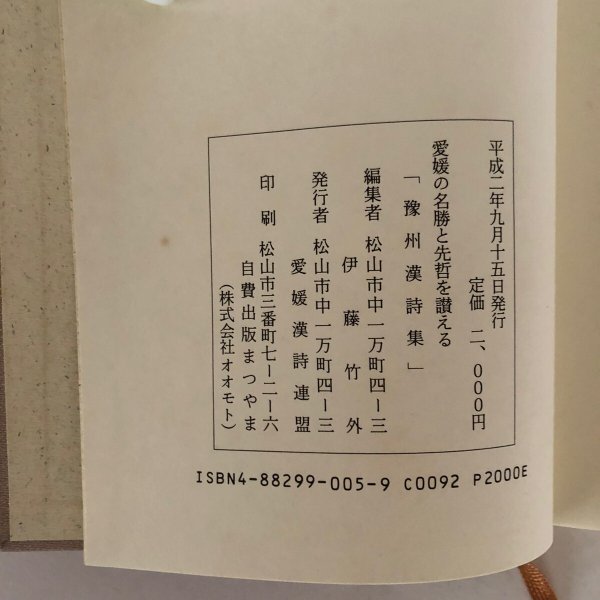 平成二年九月十五日発行
定価 二、〇〇〇円
愛媛の名勝と先哲を讃える
「豫州漢詩集」
編集者 松山市中一万町四ー三
伊藤竹外
発行者 松山市中一万町四ー三
愛媛漢詩連盟
印刷 松山市三番町七ー二ー六
自費出版まつやま
(株式会社オオモト)
ISBN4-88299-005-9 C0092 P2000E